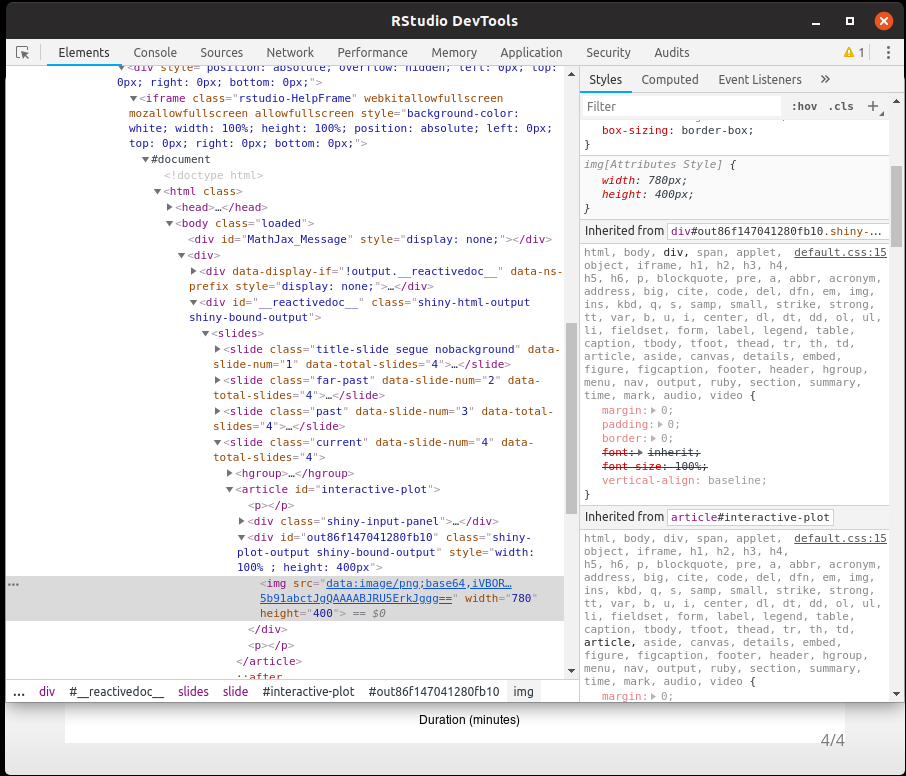 RStudio DevTools
Elements Console Sources Network Performance Memory Application Security Audits 1
<div style="position: absolute; overflow: hidden; left: 0px; top:
0px; right: 0px; bottom: 0px;">
<iframe class="rstudio-HelpFrame" webkitallowfullscreen
mozallowfullscreen allowfullscreen style="background-color:
white; width: 100%; height: 100%; position: absolute; left: 0px;
top: 0px; right: 0px; bottom: 0px;">
#document
<!doctype html>
<html class>
<head>…</head>
<body class="loaded">
<div id="MathJax_Message" style="display: none;"></div>
<div>
<div data-display-if="!output.__reactivedoc__" data-ns-
prefix style="display: none;">…</div>
<div id="__reactivedoc__" class="shiny-html-output
shiny-bound-output">
<slides>
<slide class="title-slide segue nobackground" data-
slide-num="1" data-total-slides="4">…</slide>
<slide class="far-past" data-slide-num="2" data-
total-slides="4">…</slide>
<slide class="past" data-slide-num="3" data-total-
slides="4">…</slide>
<slide class="current" data-slide-num="4" data-
total-slides="4">
<hgroup>…</hgroup>
<article id="interactive-plot">
<p></p>
<div class="shiny-input-panel">…</div>
<div id="out86f147041280fb10" class="shiny-
plot-output shiny-bound-output" style="width:
100% ; height: 400px">
<img src="data:image/png;base64,iVBOR…
5b91abctJgQAAAABJRU5ErkJggg==" width="780"
height="400"> == $0
</div>
<p></p>
</article>
::after
... div #__reactivedoc__ slides slide #interactive-plot #out86f147041280fb10 img
Styles Computed Event Listeners »
Filter :hov .cls +
box-sizing: border-box;
}
img[Attributes Style] {
width: 780px;
height: 400px;
}
Inherited from div#out86f147041280fb10.shiny-...
html, body, div, span, applet, default.css:15
object, iframe, h1, h2, h3, h4,
h5, h6, p, blockquote, pre, a, abbr, acronym,
address, big, cite, code, del, dfn, em, img,
ins, kbd, q, s, samp, small, strike, strong,
tt, var, b, u, i, center, dl, dt, dd, ol, ul,
li, fieldset, form, label, legend, table,
caption, tbody, tfoot, thead, tr, th, td,
article, aside, canvas, details, embed,
figure, figcaption, footer, header, hgroup,
menu, nav, output, ruby, section, summary,
time, mark, audio, video {
margin: 0;
padding: 0;
border: 0;
font: inherit;
font-size: 100%;
vertical-align: baseline;
}
Inherited from article#interactive-plot
html, body, div, span, applet, default.css:15
object, iframe, h1, h2, h3, h4,
h5, h6, p, blockquote, pre, a, abbr, acronym,
address, big, cite, code, del, dfn, em, img,
ins, kbd, q, s, samp, small, strike, strong,
tt, var, b, u, i, center, dl, dt, dd, ol, ul,
li, fieldset, form, label, legend, table,
caption, tbody, tfoot, thead, tr, th, td,
article, aside, canvas, details, embed,
figure, figcaption, footer, header, hgroup,
menu, nav, output, ruby, section, summary,
time, mark, audio, video {
margin: 0;
Duration (minutes)
4/4